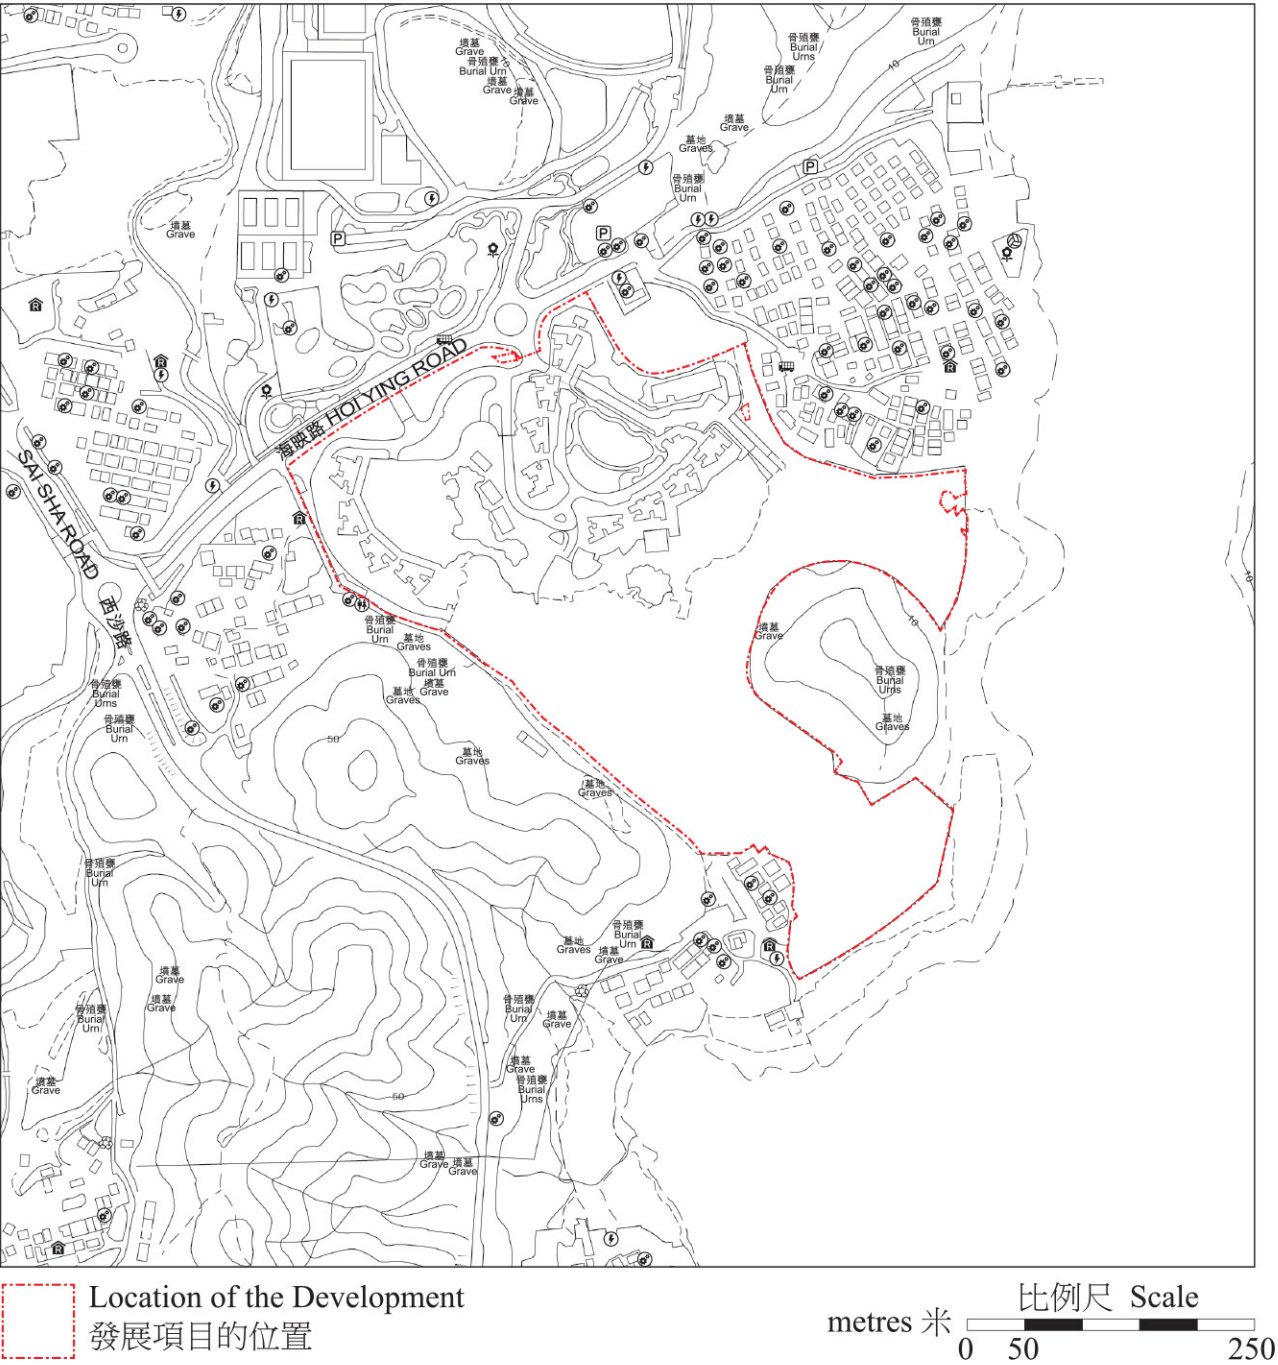 骨殖甕
Burial
Urn
骨殖甕
Burial
Urns
骨殖甕
Burial
Urn
墳墓
Grave
骨殖甕
Burial Urn
墳墓
Grave
墳墓
Grave
10
墳墓
Grave
墓地
Graves
P
骨殖甕
Burial
Urn
墳墓
Grave
P
P
R
R
R
海映路 HOI YING ROAD
SAI SHA ROAD
西沙路
R
10
骨殖甕
Burial
Urn
墓地
Graves
10
墳墓
Grave
骨殖甕
Burial Urn
墳墓
Grave
墓地
Graves
骨殖甕
Burial
Urns
骨殖甕
Burial
Urns
骨殖甕
Burial
Urn
墓地
Graves
50
墓地
Graves
墓地
Graves
骨殖甕
Burial
Urn
骨殖甕
Burial
Urn
R
R
墓地
Graves
墳墓
Grave
墳墓
Grave
墳墓
Grave
骨殖甕
Burial
Urn
骨殖甕
Burial
Urn
墳墓
Grave
墳墓
Grave
骨殖甕
Burial
Urns
墳墓
Grave
50
墳墓
Grave
墳墓
Grave
R
Location of the Development
發展項目的位置
比例尺 Scale
metres 米
0 50 250